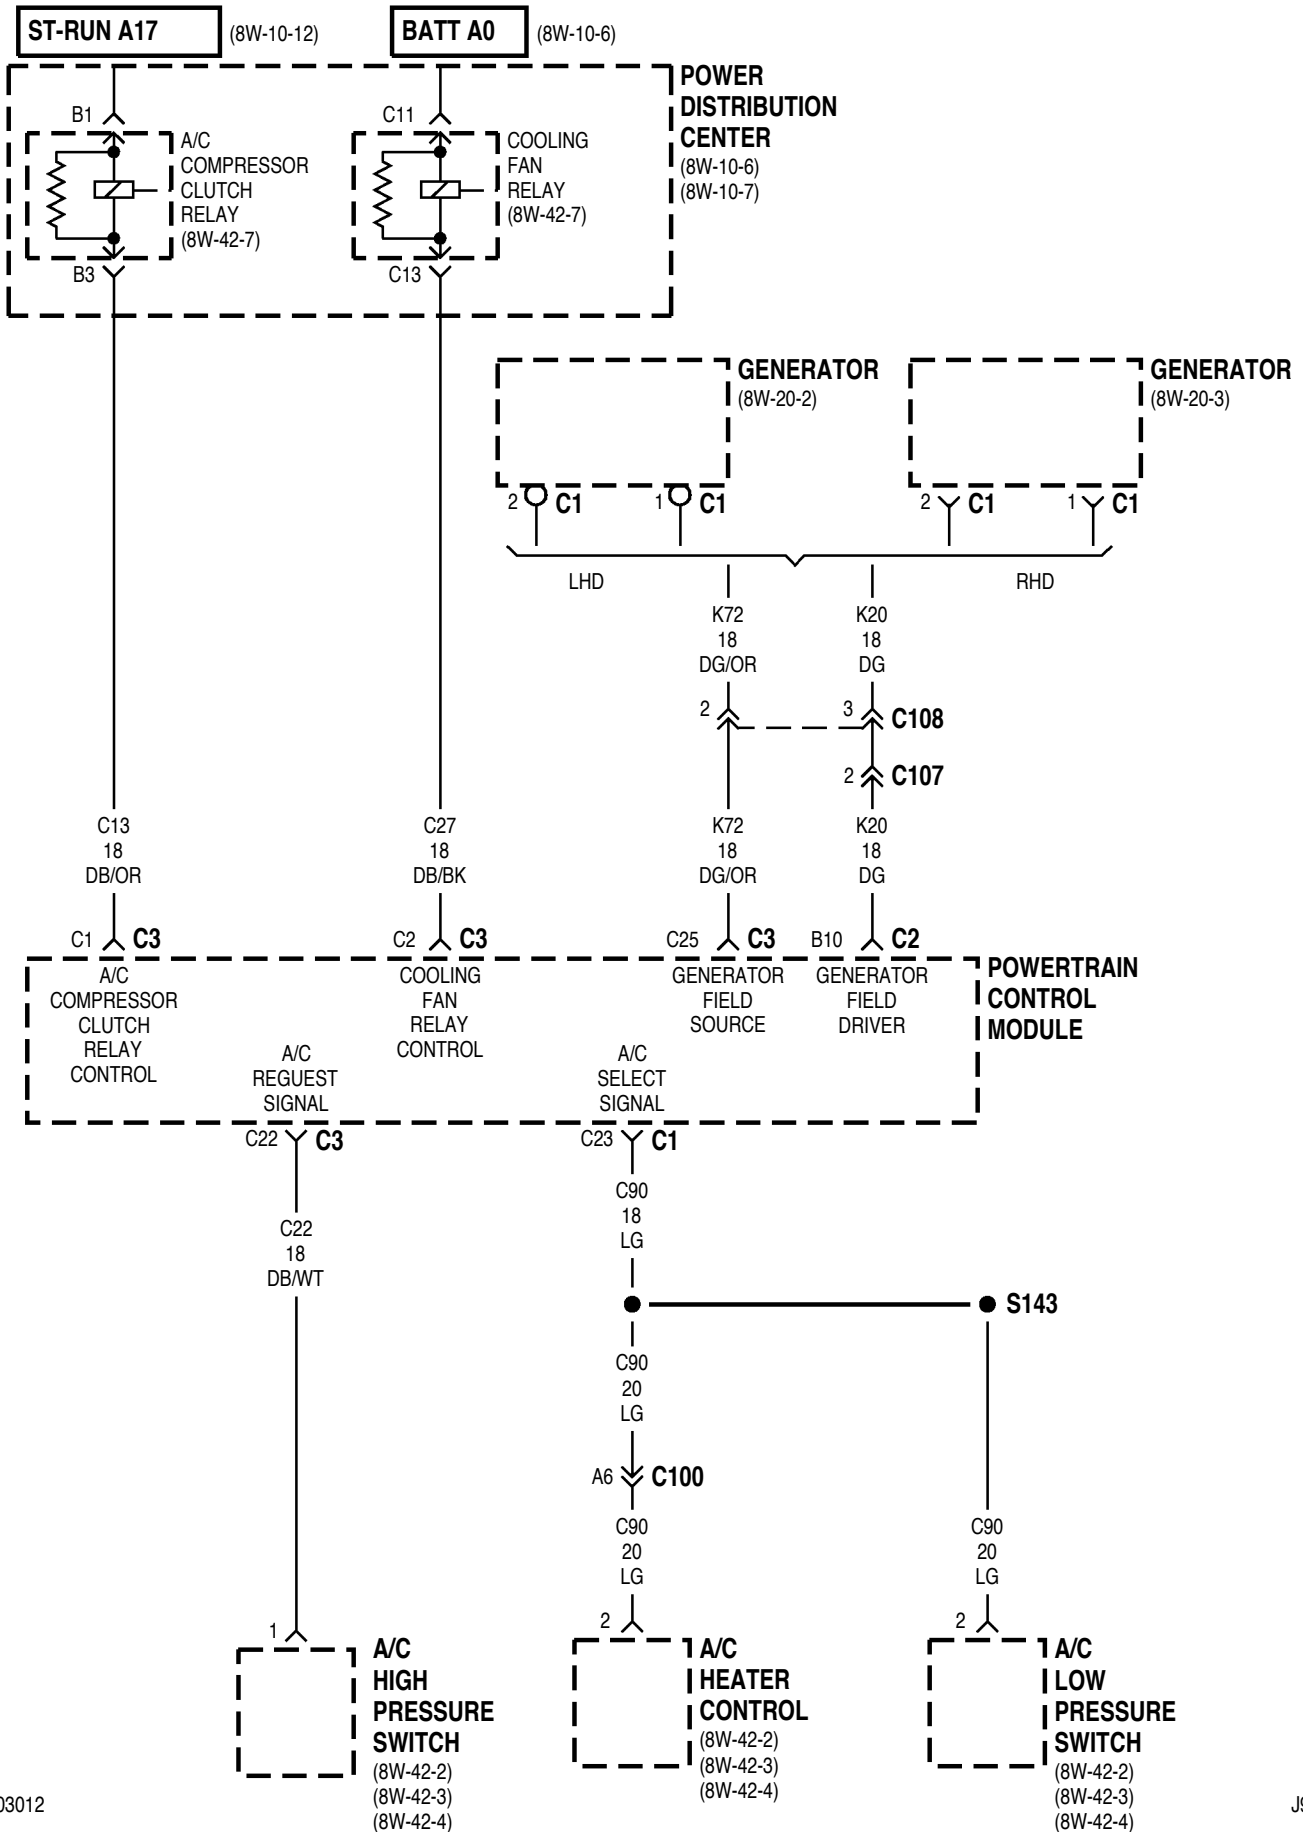 ST-RUN A17
(8W-10-12)
BATT A0
(8W-10-6)
POWER
DISTRIBUTION
CENTER
(8W-10-6)
(8W-10-7)
B1
A/C
COMPRESSOR
CLUTCH
RELAY
(8W-42-7)
B3
C11
COOLING
FAN
RELAY
(8W-42-7)
C13
GENERATOR
(8W-20-2)
GENERATOR
(8W-20-3)
2
C1
1
C1
2
C1
1
C1
LHD
RHD
K72
18
DG/OR
K20
18
DG
2
3
C108
2
C107
C13
18
DB/OR
C27
18
DB/BK
K72
18
DG/OR
K20
18
DG
C1
C3
C2
C3
C25
C3
B10
C2
A/C
COMPRESSOR
CLUTCH
RELAY
CONTROL
COOLING
FAN
RELAY
CONTROL
GENERATOR
FIELD
SOURCE
GENERATOR
FIELD
DRIVER
POWERTRAIN
CONTROL
MODULE
A/C
REGUEST
SIGNAL
A/C
SELECT
SIGNAL
C22
C3
C23
C1
C22
18
DB/WT
C90
18
LG
S143
C90
20
LG
A6
C100
C90
20
LG
C90
20
LG
1
A/C
HIGH
PRESSURE
SWITCH
(8W-42-2)
(8W-42-3)
(8W-42-4)
2
A/C
HEATER
CONTROL
(8W-42-2)
(8W-42-3)
(8W-42-4)
2
A/C
LOW
PRESSURE
SWITCH
(8W-42-2)
(8W-42-3)
(8W-42-4)
03012
J9